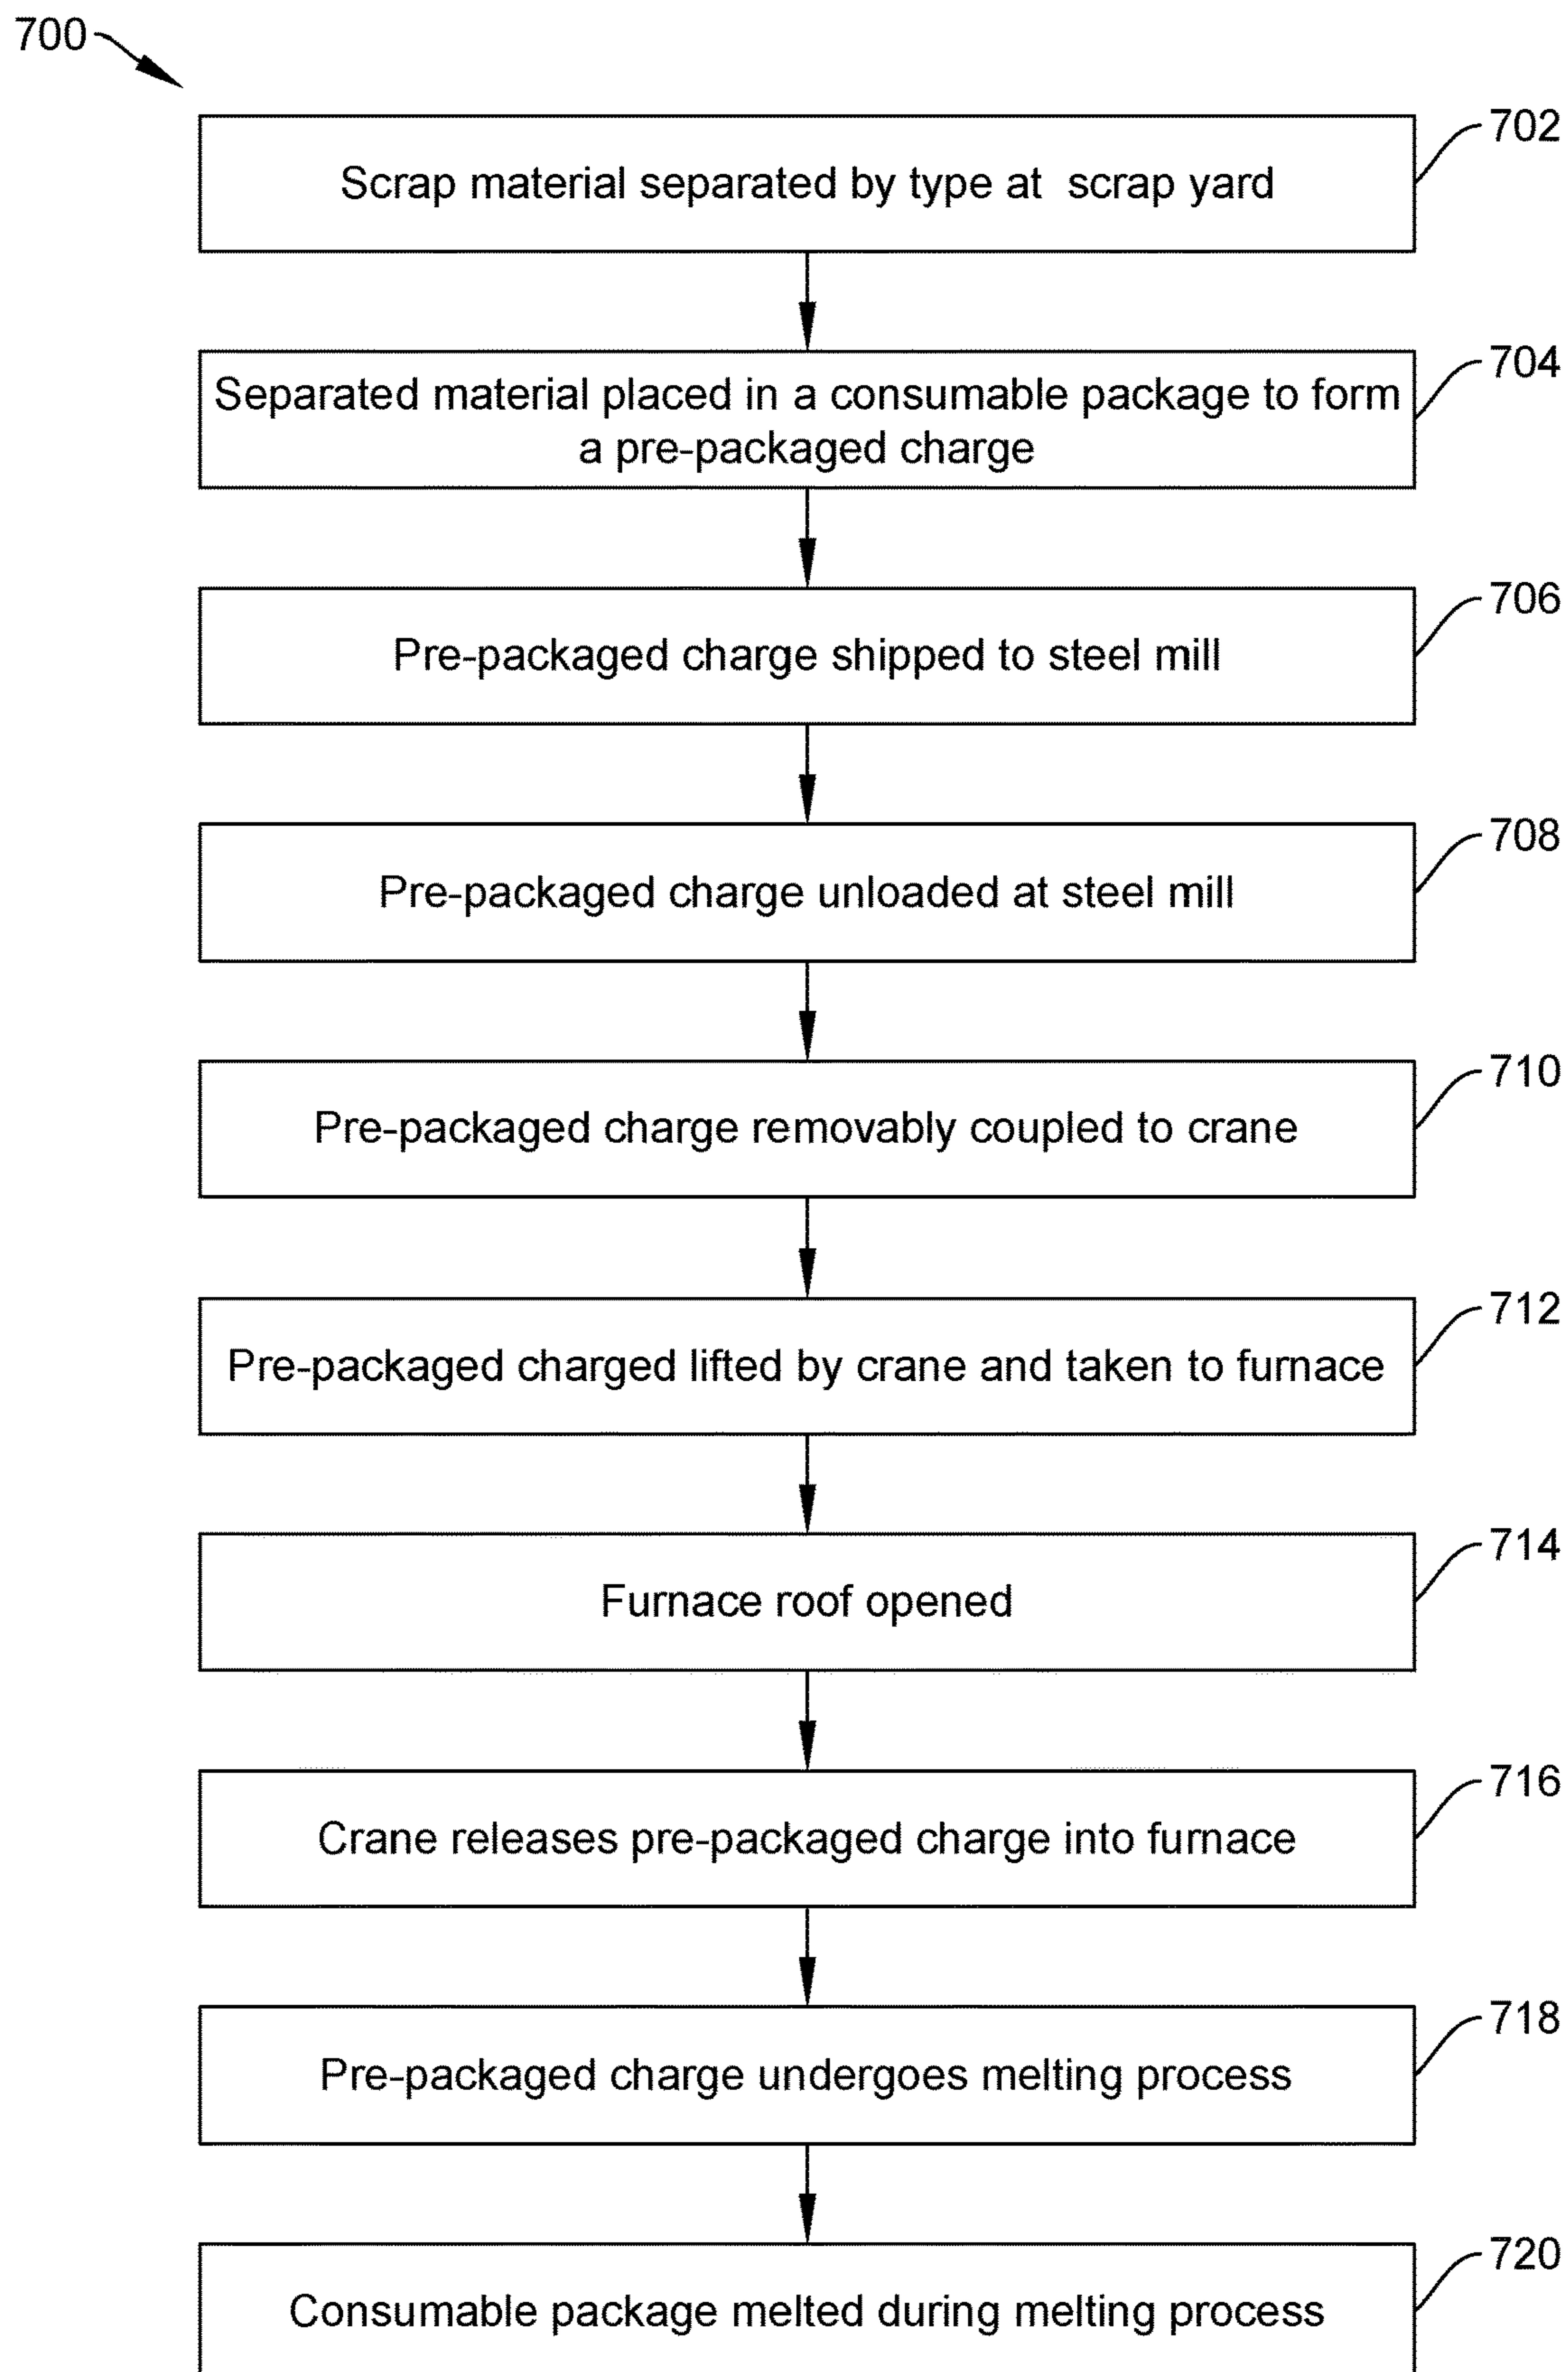 700
702
Scrap material separated by type at scrap yard
704
Separated material placed in a consumable package to form
a pre-packaged charge
706
Pre-packaged charge shipped to steel mill
708
Pre-packaged charge unloaded at steel mill
710
Pre-packaged charge removably coupled to crane
712
Pre-packaged charged lifted by crane and taken to furnace
714
Furnace roof opened
716
Crane releases pre-packaged charge into furnace
718
Pre-packaged charge undergoes melting process
720
Consumable package melted during melting process